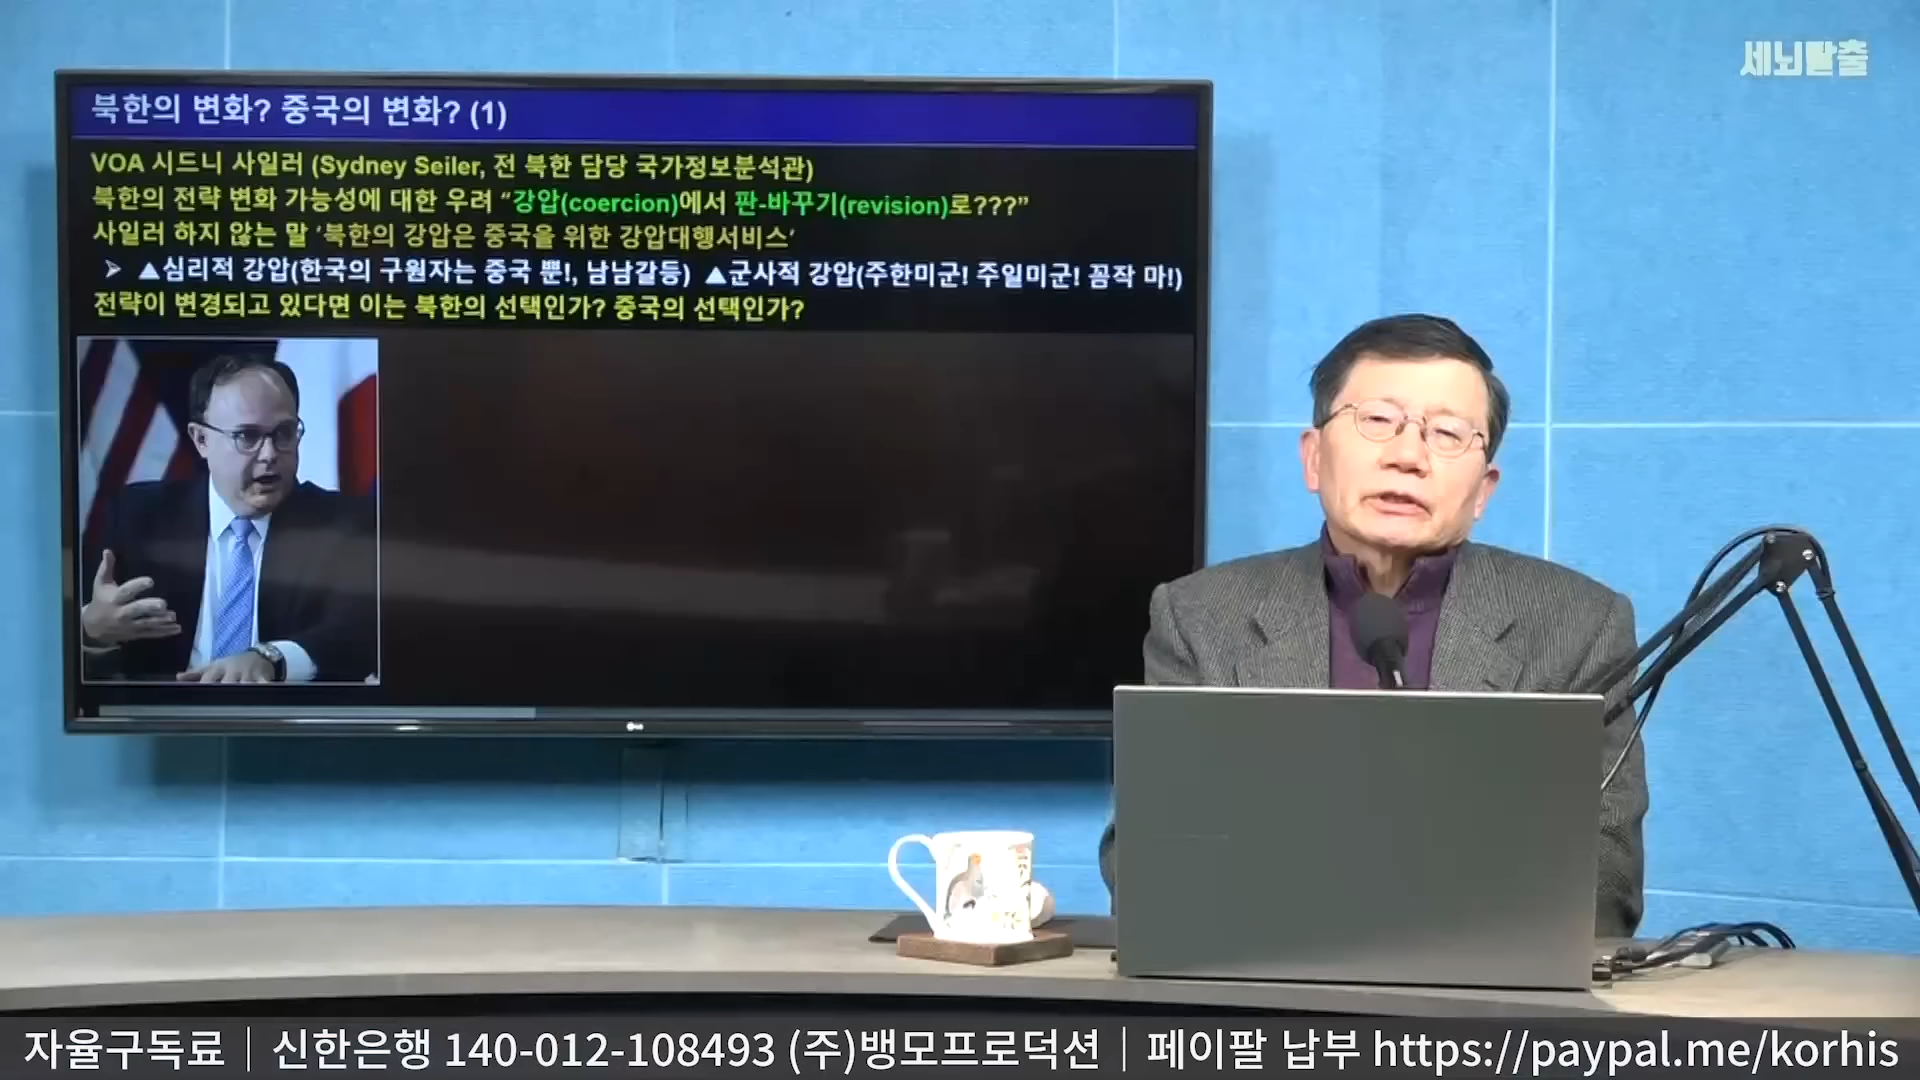 세뇌탈출
북한의 변화? 중국의 변화? (1)
VOA 시드니 사일러 (Sydney Seiler, 전 북한 담당 국가정보분석관)
북한의 전략 변화 가능성에 대한 우려 “강압(coercion)에서 판-바꾸기(revision)로???”
사일러 하지 않는 말 ‘북한의 강압은 중국을 위한 강압대행서비스’
➢ ▲심리적 강압(한국의 구원자는 중국 뿐!, 남남갈등) ▲군사적 강압(주한미군! 주일미군! 꼼작 마!)
전략이 변경되고 있다면 이는 북한의 선택인가? 중국의 선택인가?
LG
자율구독료｜신한은행 140-012-108493 (주)뱅모프로덕션｜페이팔 납부 https://paypal.me/korhis